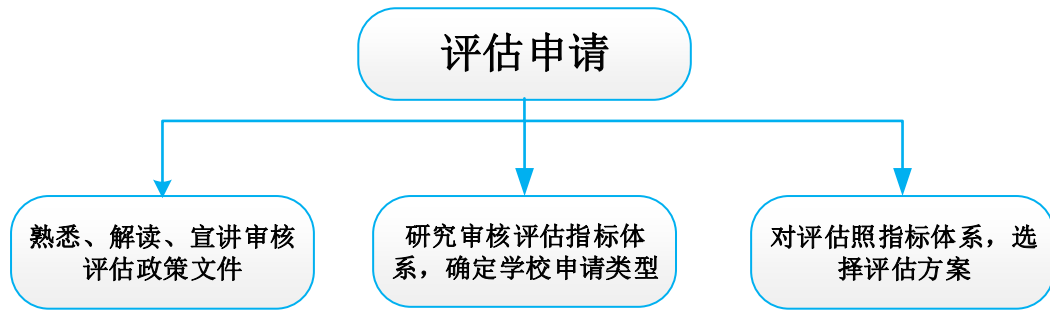 评估申请
熟悉、解读、宣讲审核
评估政策文件
研究审核评估指标体
系，确定学校申请类型
对评估照指标体系，选
择评估方案